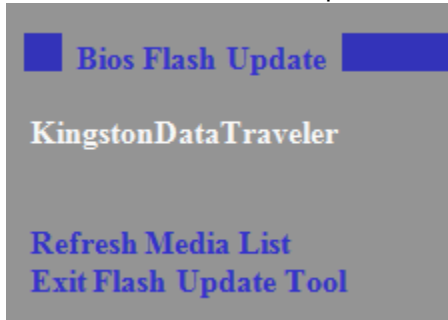 Bios Flash Update
KingstonDataTraveler
Refresh Media List
Exit Flash Update Tool